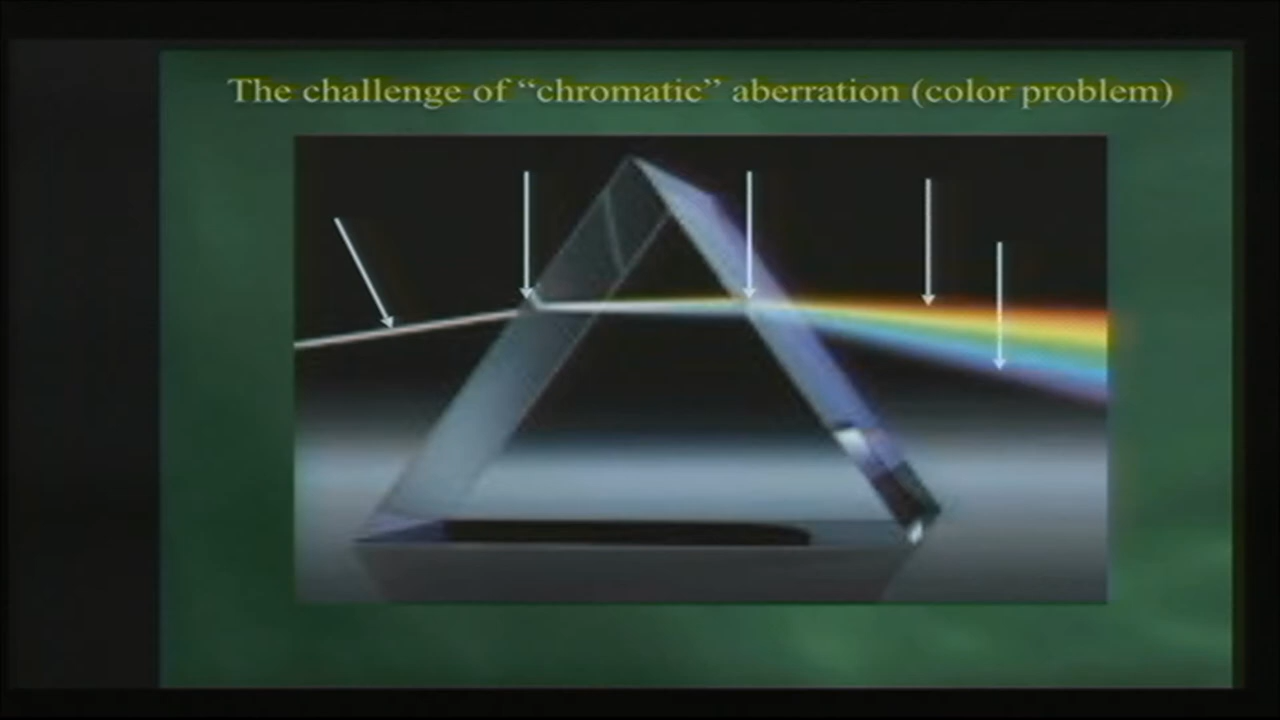 The challenge of “chromatic” aberration (color problem)